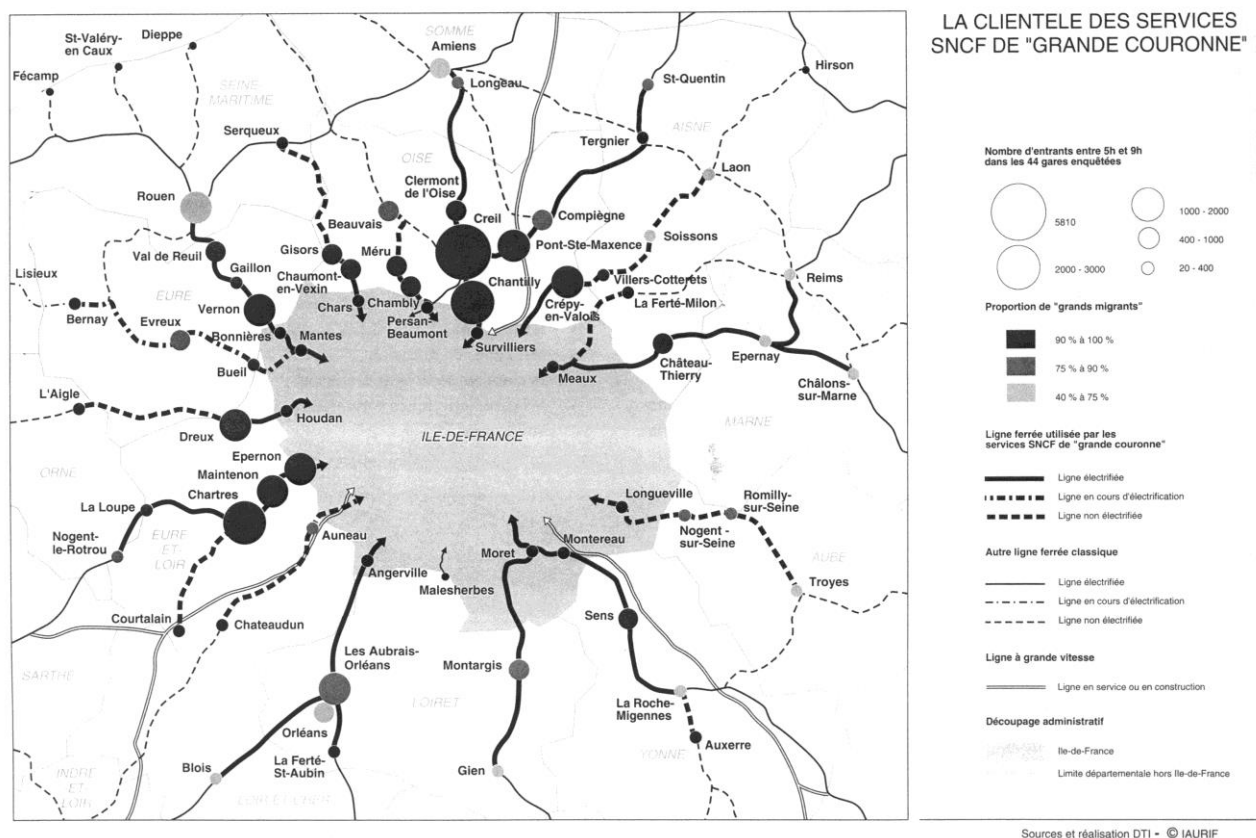 LA CLIENTELE DES SERVICES
SNCF DE "GRANDE COURONNE"
St-Valéry-
en Caux
Dieppe
Fécamp
SEINE
MARITIME
SOMME
Amiens
Longeau
St-Quentin
Hirson
AISNE
Serqueux
OISE
Tergnier
Laon
Rouen
Clermont
de l'Oise
Beauvais
Creil
Compiègne
Pont-Ste-Maxence
Soissons
Val de Reuil
Gisors
Méru
Gaillon
Chaumont-
en-Vexin
Chantilly
Villers-Cotterets
Reims
Lisieux
EURE
Vernon
Chars
Chambly
Crépy-
en-Valois
La Ferté-Milon
Bernay
Evreux
Bonnières
Mantes
Persan-
Beaumont
Survilliers
Bueil
Meaux
Château-
Thierry
Epernay
Châlons-
sur-Marne
L'Aigle
Houdan
Dreux
ILE-DE-FRANCE
MARNE
Epernon
ORNE
Maintenon
Chartres
La Loupe
Longueville
Romilly-
sur-Seine
Nogent-
le-Rotrou
EURE
ET-
LOIR
Auneau
Nogent -
sur-Seine
Angerville
Moret
Montereau
AUBE
Malesherbes
Troyes
Courtalain
Chateaudun
Sens
SARTHE
Les Aubrais-
Orléans
Montargis
LOIRET
La Roche-
Migennes
Orléans
Auxerre
YONNE
Blois
La Ferté-
St-Aubin
Gien
INDRE
ET-
LOIR
LOIR ET CHER
Nombre d'entrants entre 5h et 9h
dans les 44 gares enquêtées
5810
1000 - 2000
400 - 1000
2000 - 3000
20 - 400
Proportion de "grands migrants"
90 % à 100 %
75 % à 90 %
40 % à 75 %
Ligne ferrée utilisée par les
services SNCF de "grande couronne"
Ligne électrifiée
Ligne en cours d'électrification
Ligne non électrifiée
Autre ligne ferrée classique
Ligne électrifiée
Ligne en cours d'électrification
Ligne non électrifiée
Ligne à grande vitesse
Ligne en service ou en construction
Découpage administratif
Ile-de-France
Limite départementale hors Ile-de-France
Sources et réalisation DTI - © IAURIF